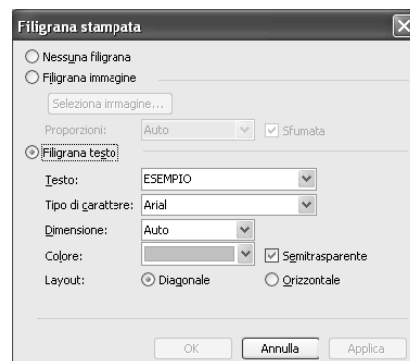 Filigrana stampata
Nessuna filigrana
Filigrana immagine
Seleziona immagine...
Proporzioni: Auto Sfumata
Filigrana testo
Testo: ESEMPIO
Tipo di carattere: Arial
Dimensione: Auto
Colore: Semitrasparente
Layout: Diagonale Orizzontale
OK Annulla Applica